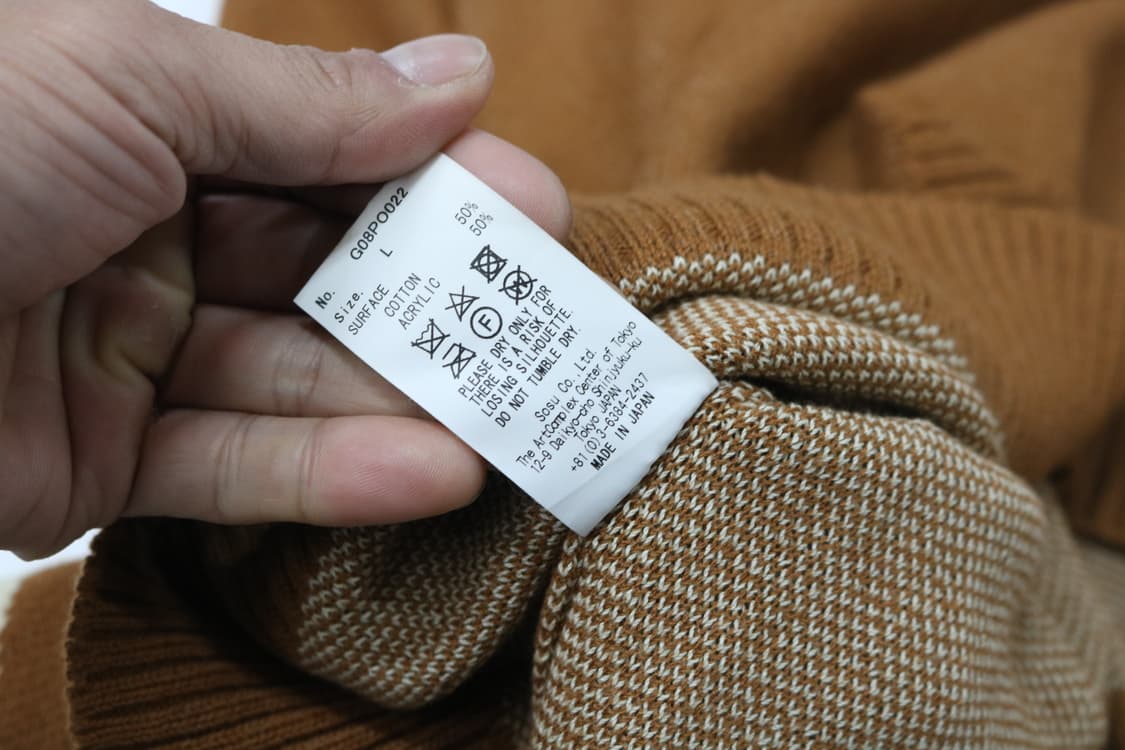 No. G08PO022
Size. L
SURFACE
COTTON 50%
ACRYLIC 50%
F
PLEASE DRY ONLY FOR
THERE IS A RISK OF
LOSING SILHOUETTE.
DO NOT TUMBLE DRY.
Sosu Co., Ltd.
The ArtComplex Center of Tokyo
12-9 Daikyo-cho Shinjuku-ku
Tokyo JAPAN
+81(0)3-6384-2437
MADE IN JAPAN